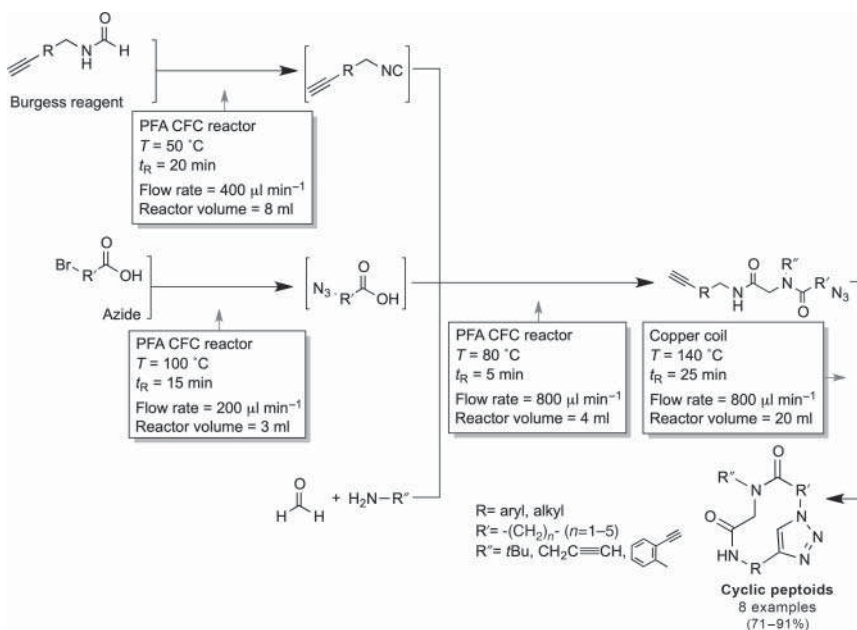 O
R
N
H
H
Burgess reagent
R
NC
PFA CFC reactor
T = 50 °C
tR = 20 min
Flow rate = 400 μl min−1
Reactor volume = 8 ml
Br
R′
O
OH
Azide
N3
R′
O
OH
PFA CFC reactor
T = 100 °C
tR = 15 min
Flow rate = 200 μl min−1
Reactor volume = 3 ml
O
H
H
+ H2N−R″
PFA CFC reactor
T = 80 °C
tR = 5 min
Flow rate = 800 μl min−1
Reactor volume = 4 ml
R
N
H
O
R″
N
O
R′
N3
Copper coil
T = 140 °C
tR = 25 min
Flow rate = 800 μl min−1
Reactor volume = 20 ml
R= aryl, alkyl
R′= -(CH2)n- (n=1–5)
R″= tBu, CH2C≡CH,
R″
N
O
R′
O
HN
R
N
N
N
Cyclic peptoids
8 examples
(71–91%)